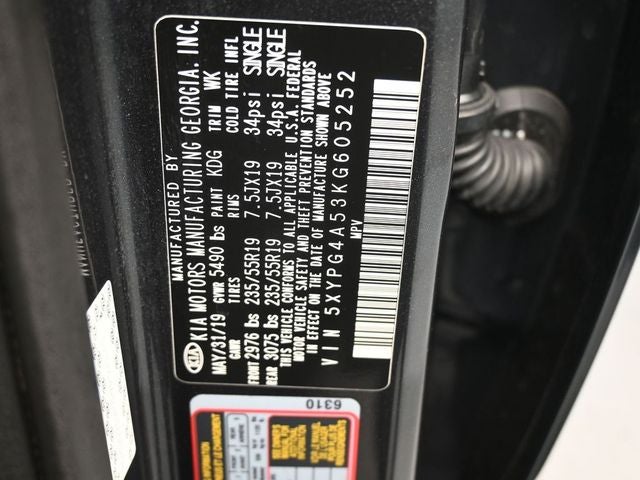 MANUFACTURED BY
KIA KIA MOTORS MANUFACTURING GEORGIA. INC.
MAY/31/19 GVWR 5490 lbs PAINT KDG TRIM WK
GAWR TIRES RIMS COLD TIRE INFL
FRONT 2976 lbs 235/55R19 7.5JX19 34psi SINGLE
REAR 3075 lbs 235/55R19 7.5JX19 34psi SINGLE
THIS VEHICLE CONFORMS TO ALL APPLICABLE U.S.A. FEDERAL
MOTOR VEHICLE SAFETY AND THEFT PREVENTION STANDARDS
IN EFFECT ON THE DATE OF MANUFACTURE SHOWN ABOVE
VIN 5XYPG4A53KG605252
MPV
6310